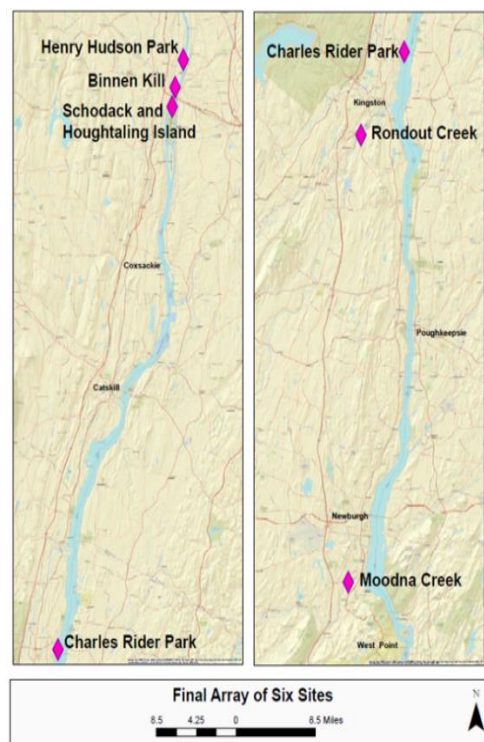 Henry Hudson Park
Binnen Kill
Schodack and
Houghtaling Island
Coxsackie
Catskill
Charles Rider Park
Charles Rider Park
Kingston
Rondout Creek
Poughkeepsie
Newburgh
Moodna Creek
West Point
Final Array of Six Sites
8.5 4.25 0 8.5 Miles
N